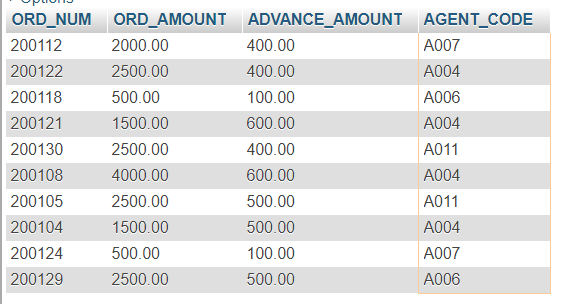 Options
ORD_NUM ORD_AMOUNT ADVANCE_AMOUNT AGENT_CODE
200112 2000.00 400.00 A007
200122 2500.00 400.00 A004
200118 500.00 100.00 A006
200121 1500.00 600.00 A004
200130 2500.00 400.00 A011
200108 4000.00 600.00 A004
200105 2500.00 500.00 A011
200104 1500.00 500.00 A004
200124 500.00 100.00 A007
200129 2500.00 500.00 A006